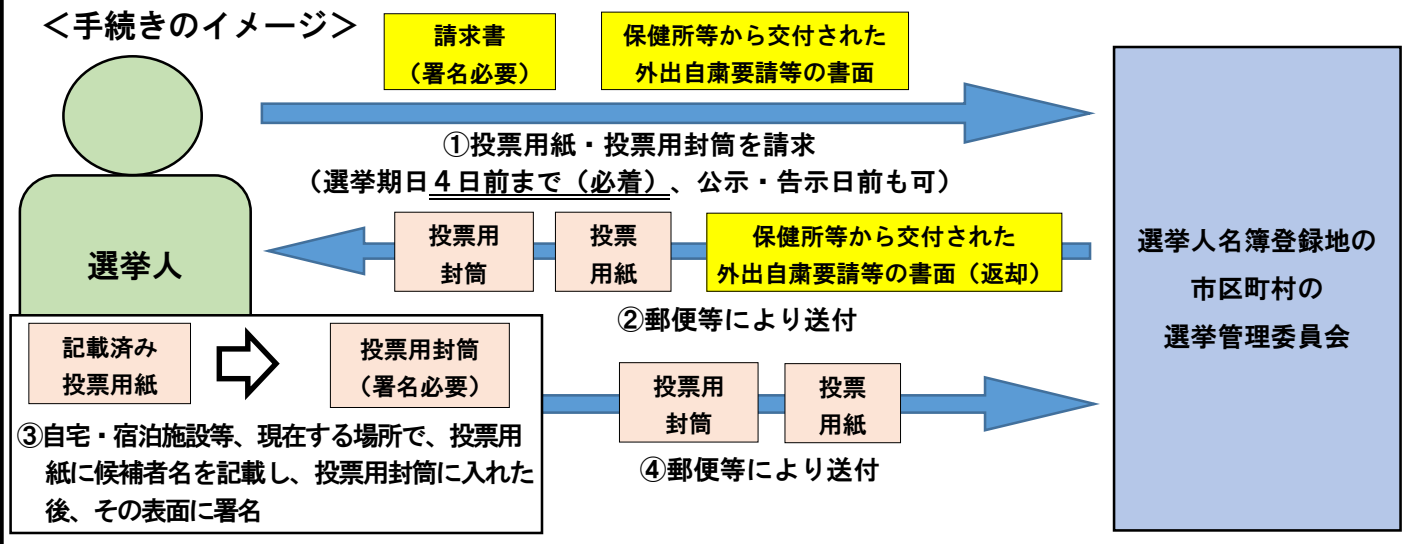 ＜手続きのイメージ＞
請求書
（署名必要）
保健所等から交付された
外出自粛要請等の書面
①投票用紙・投票用封筒を請求
（選挙期日４日前まで（必着）、公示・告示日前も可）
選挙人
投票用
封筒
投票
用紙
保健所等から交付された
外出自粛要請等の書面（返却）
②郵便等により送付
選挙人名簿登録地の
市区町村の
選挙管理委員会
記載済み
投票用紙
投票用封筒
（署名必要）
③自宅・宿泊施設等、現在する場所で、投票用
紙に候補者名を記載し、投票用封筒に入れた
後、その表面に署名
投票用
封筒
投票
用紙
④郵便等により送付